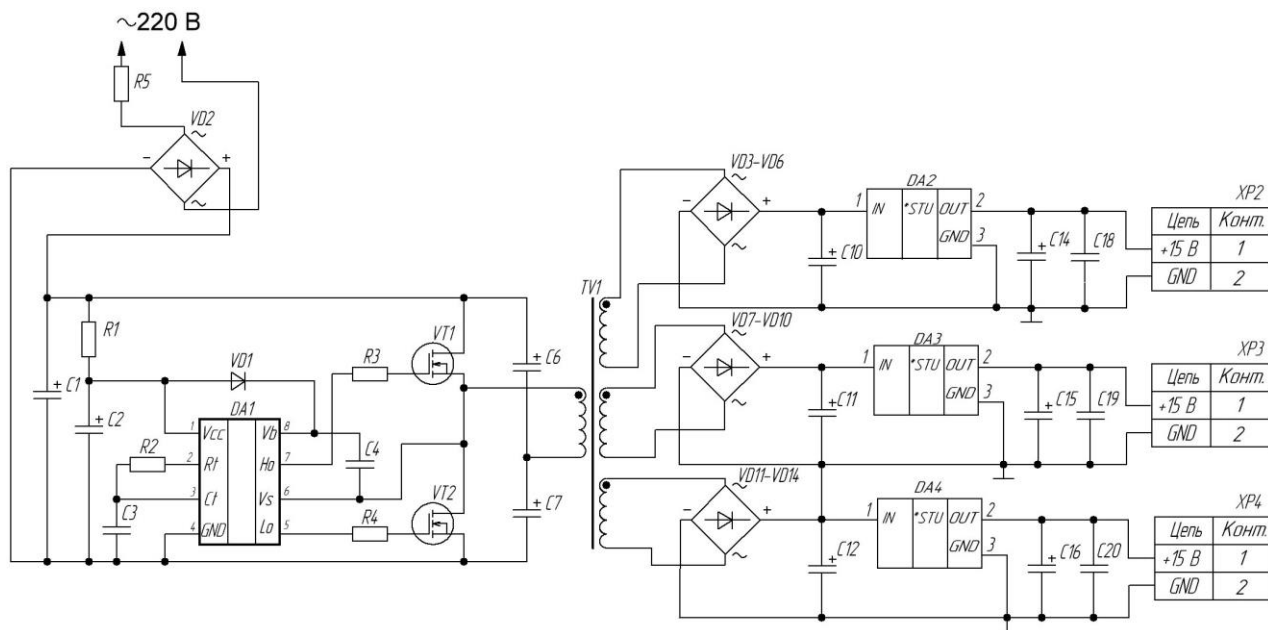 ~220 В
R5
VD2
~
- +
~
R1
C1
+
C2
+
VD1
DA1
1 Vcc Vb 8
2 Rt Ho 7
3 Ct Vs 6
4 GND Lo 5
R2
C3
C4
R3
R4
VT1
VT2
+ C6
+ C7
TV1
VD3-VD6
~
- +
~
+ C10
DA2
1 IN *STU OUT 2
GND 3
+ C14
C18
XP2
Цепь Конт.
+15 В 1
GND 2
VD7-VD10
~
- +
~
+ C11
DA3
1 IN *STU OUT 2
GND 3
+ C15
C19
XP3
Цепь Конт.
+15 В 1
GND 2
VD11-VD14
~
- +
~
+ C12
DA4
1 IN *STU OUT 2
GND 3
+ C16
C20
XP4
Цепь Конт.
+15 В 1
GND 2